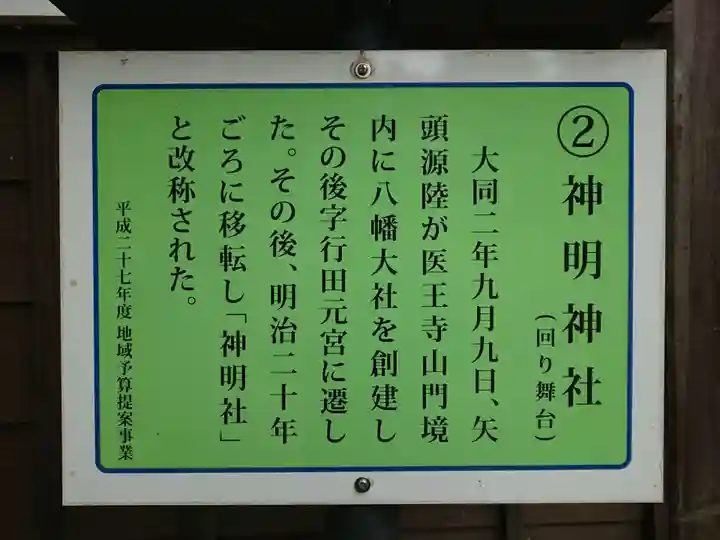 ②神明神社
(回り舞台)
大同二年九月九日、矢
頭源陸が医王寺山門境
内に八幡大社を創建し
その後字行田元宮に遷し
た。その後、明治二十年
ごろに移転し「神明社」
と改称された。
平成二十七年度 地域予算提案事業